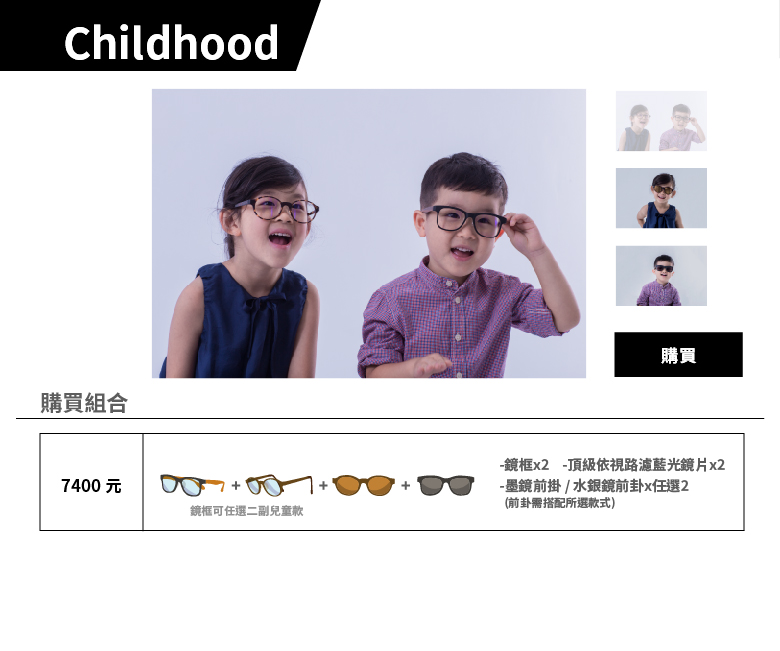 Childhood
購買
購買組合
7400 元
+ + +
鏡框可任選二副兒童款
-鏡框x2 -頂級依視路濾藍光鏡片x2
-墨鏡前掛 / 水銀鏡前卦x任選2
(前卦需搭配所選款式)